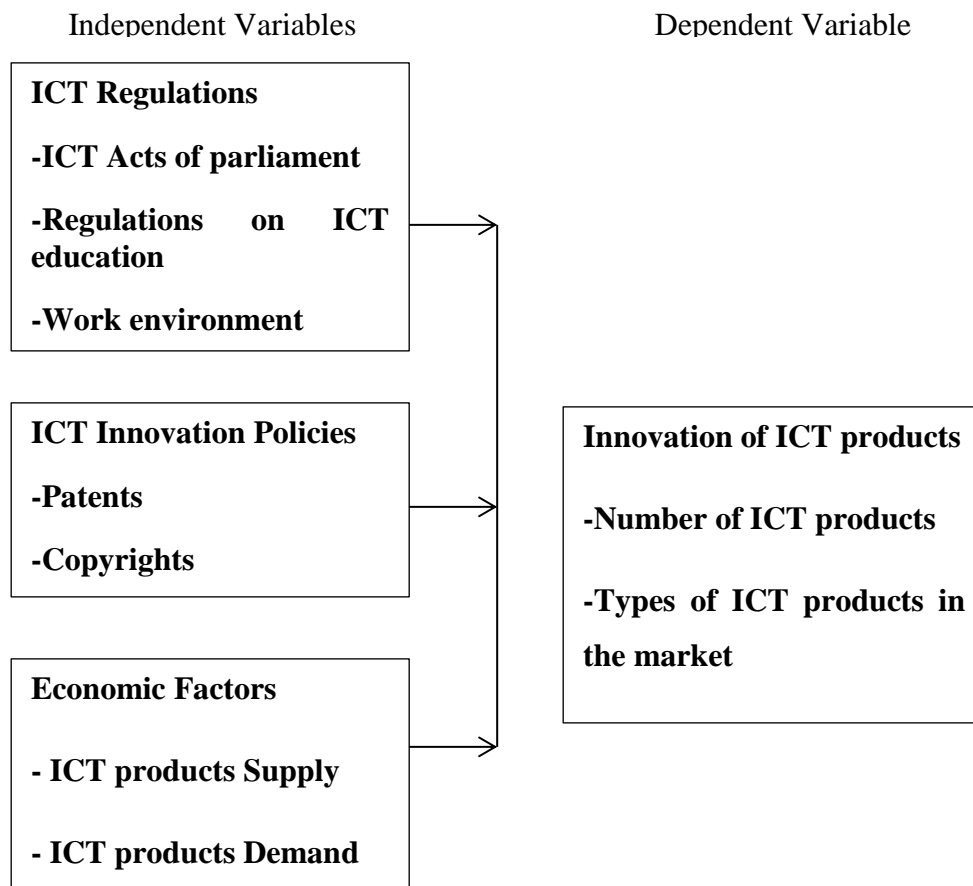 Independent Variables
Dependent Variable
ICT Regulations
-ICT Acts of parliament
-Regulations on ICT
education
-Work environment
ICT Innovation Policies
-Patents
-Copyrights
Economic Factors
- ICT products Supply
- ICT products Demand
Innovation of ICT products
-Number of ICT products
-Types of ICT products in
the market